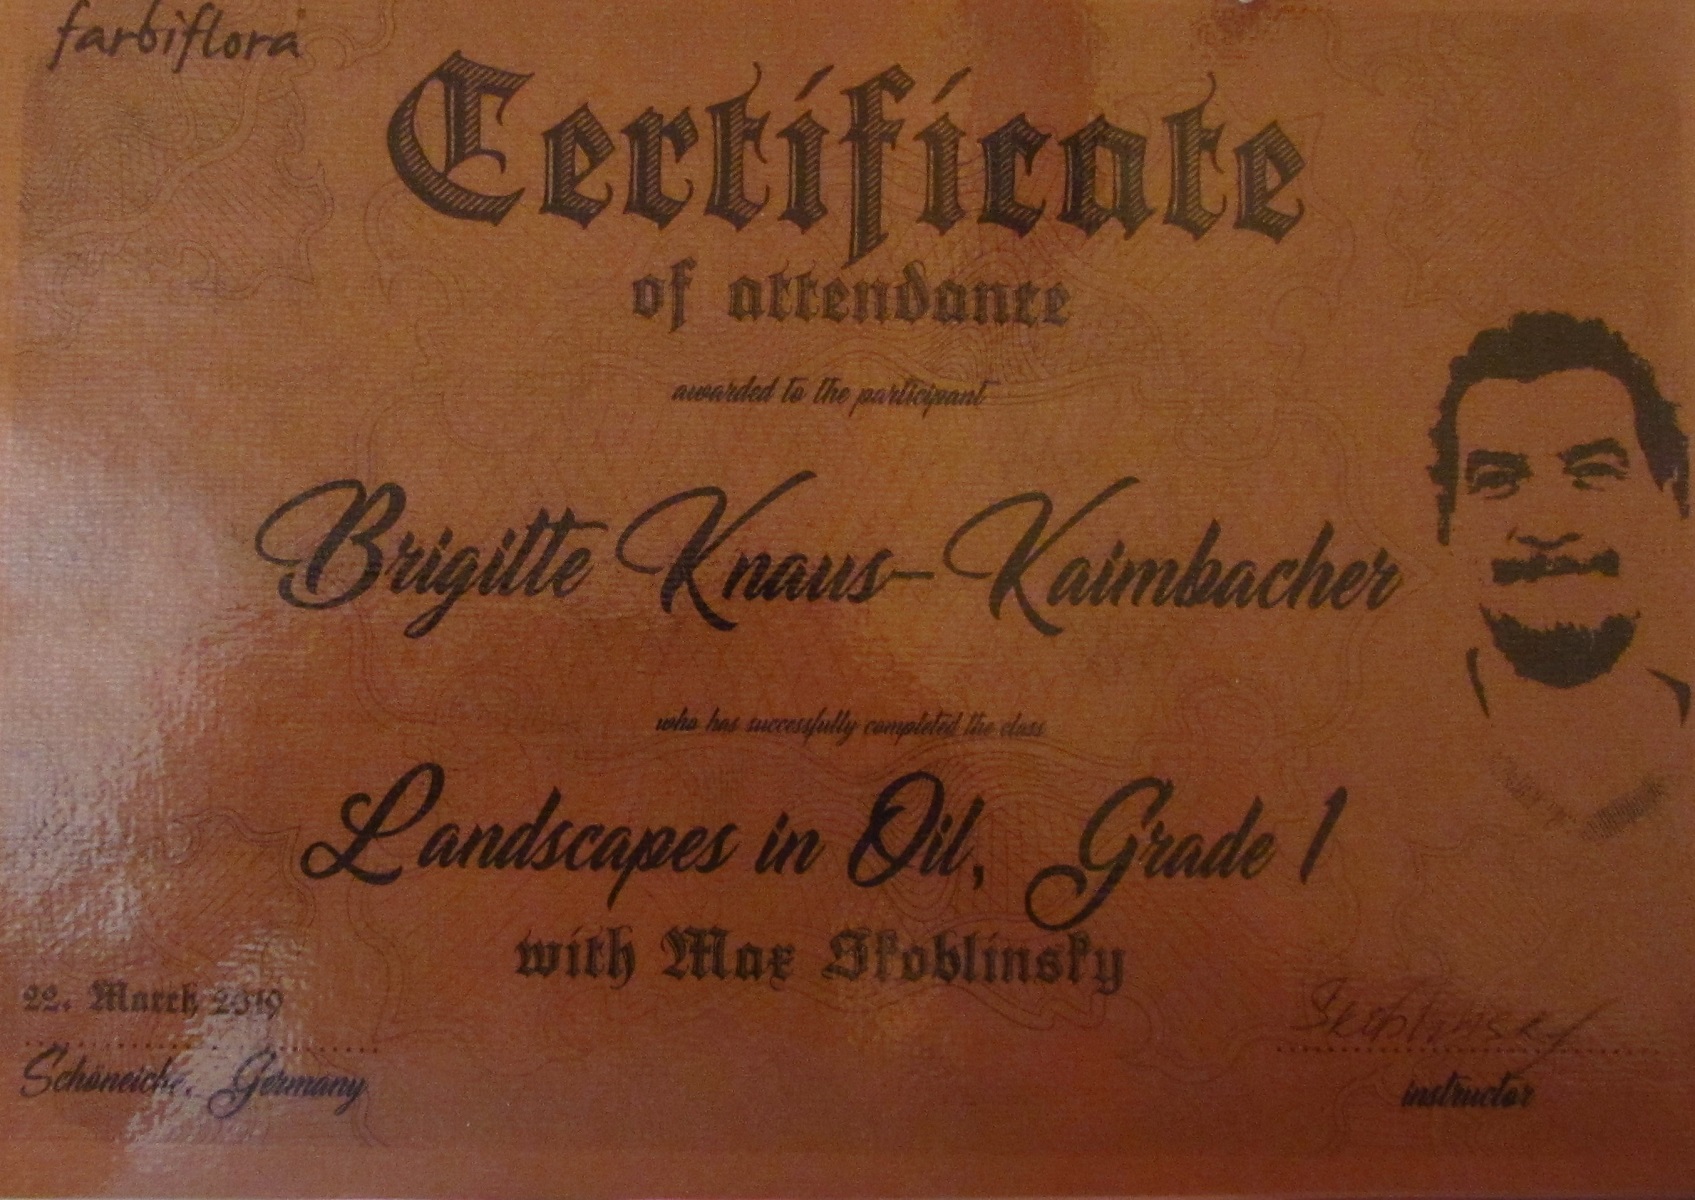 farbiflora
Certificate
of attendance
awarded to the participant
Brigitte Knaus-Kaimbacher
who has successfully completed the class
Landscapes in Oil, Grade 1
with Max Skoblinsky
22. March 2019
Skoblinsky
Schöneiche, Germany
instructor